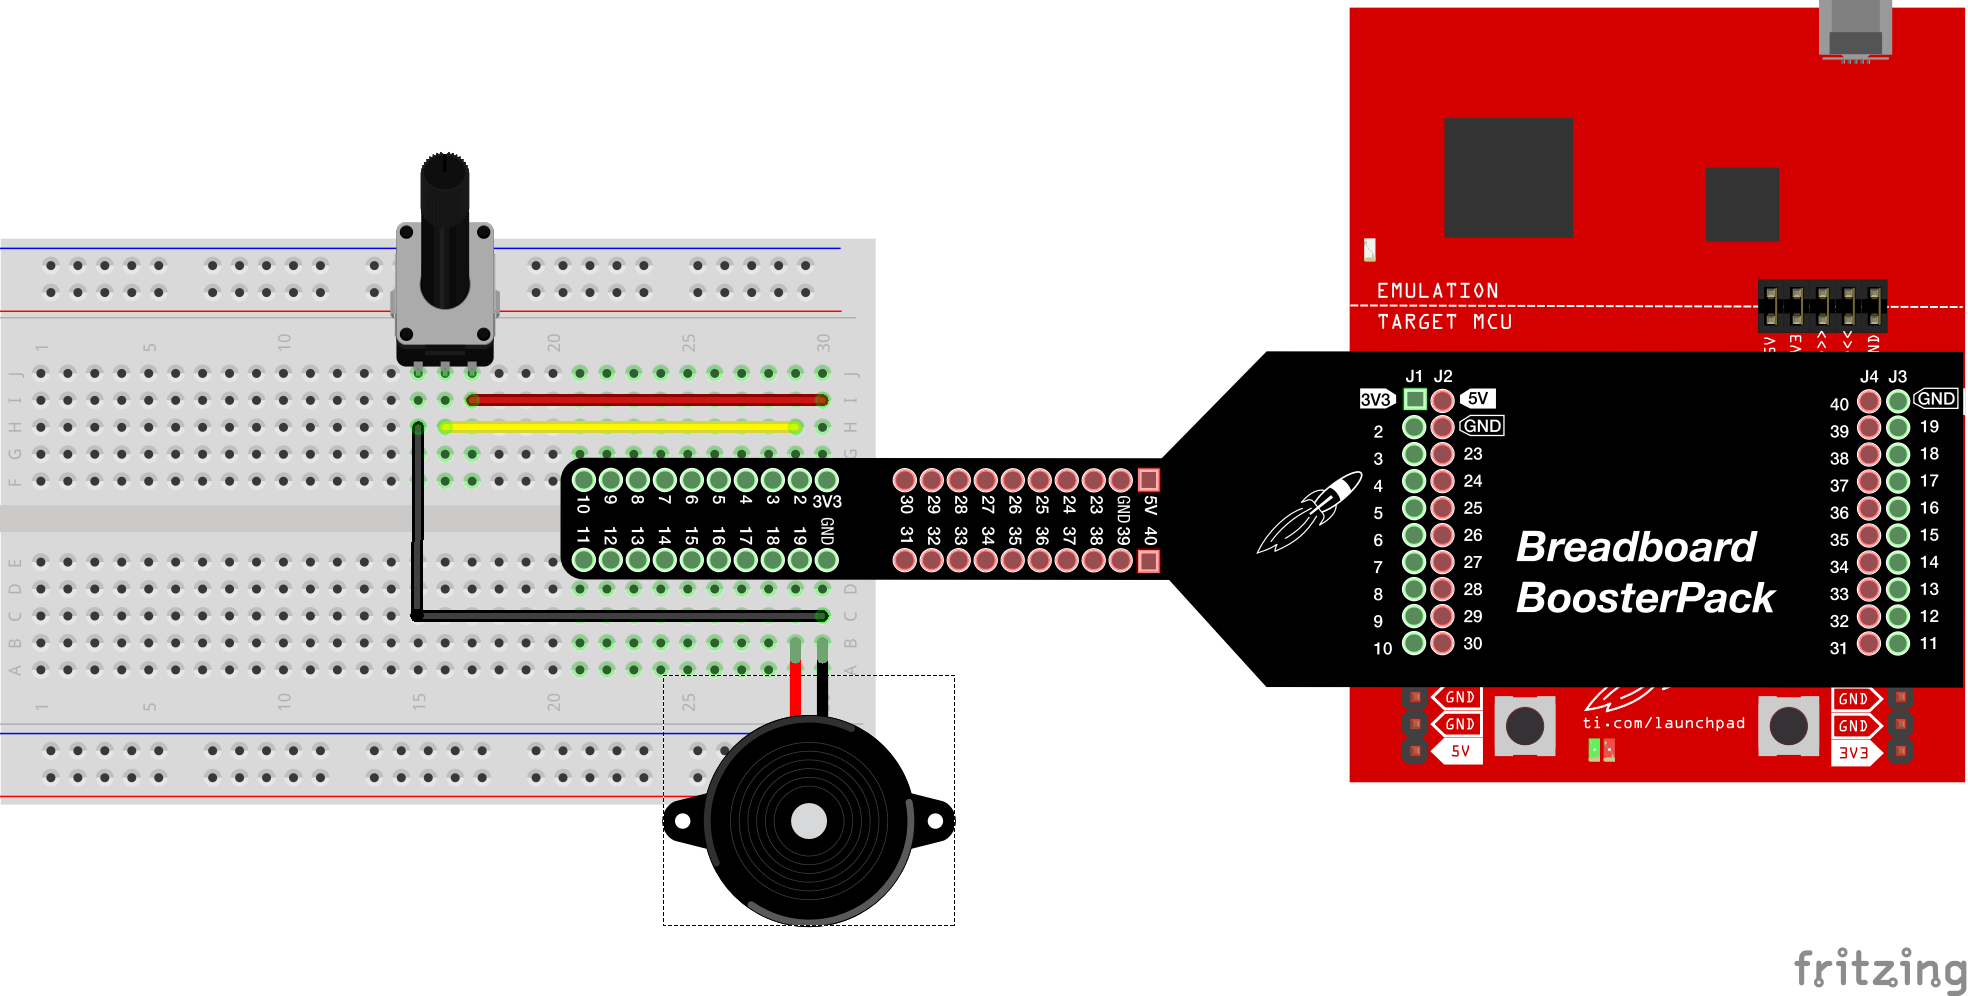 EMULATION
TARGET MCU
5V
GND
1 5 10 20 25 30
J J
I I
H H
G G
F
E
D D
C C
B B
A A
1 5 10 15 20 25
10 9 8 7 6 5 4 3 2 3V3
11 12 13 14 15 16 17 18 19 GND
30 29 28 27 26 25 24 23 GND 5V
31 32 33 34 35 36 37 38 39 40
J1 J2
J4 J3
3V3 5V
40 GND
2 GND
39 19
3 23
38 18
4 24
37 17
5 25
36 16
6 26
35 15
7 27
34 14
8 28
33 13
9 29
32 12
10 30
31 11
Breadboard
BoosterPack
GND
GND
5V
ti.com/launchpad
GND
GND
3V3
fritzing